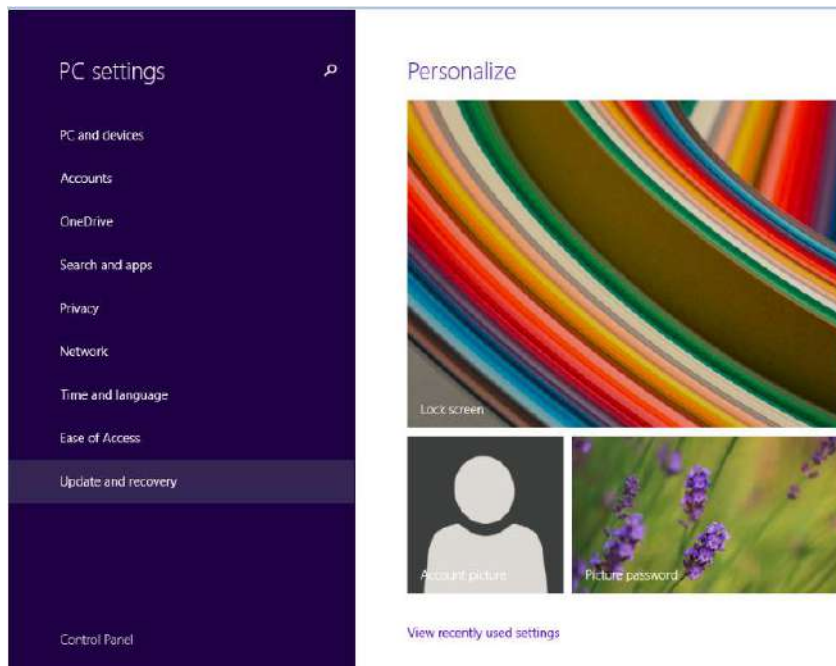 PC settings
PC and devices
Accounts
OneDrive
Search and apps
Privacy
Network
Time and language
Ease of Access
Update and recovery
Control Panel
Personalize
Lock screen
Account picture
Picture password
View recently used settings